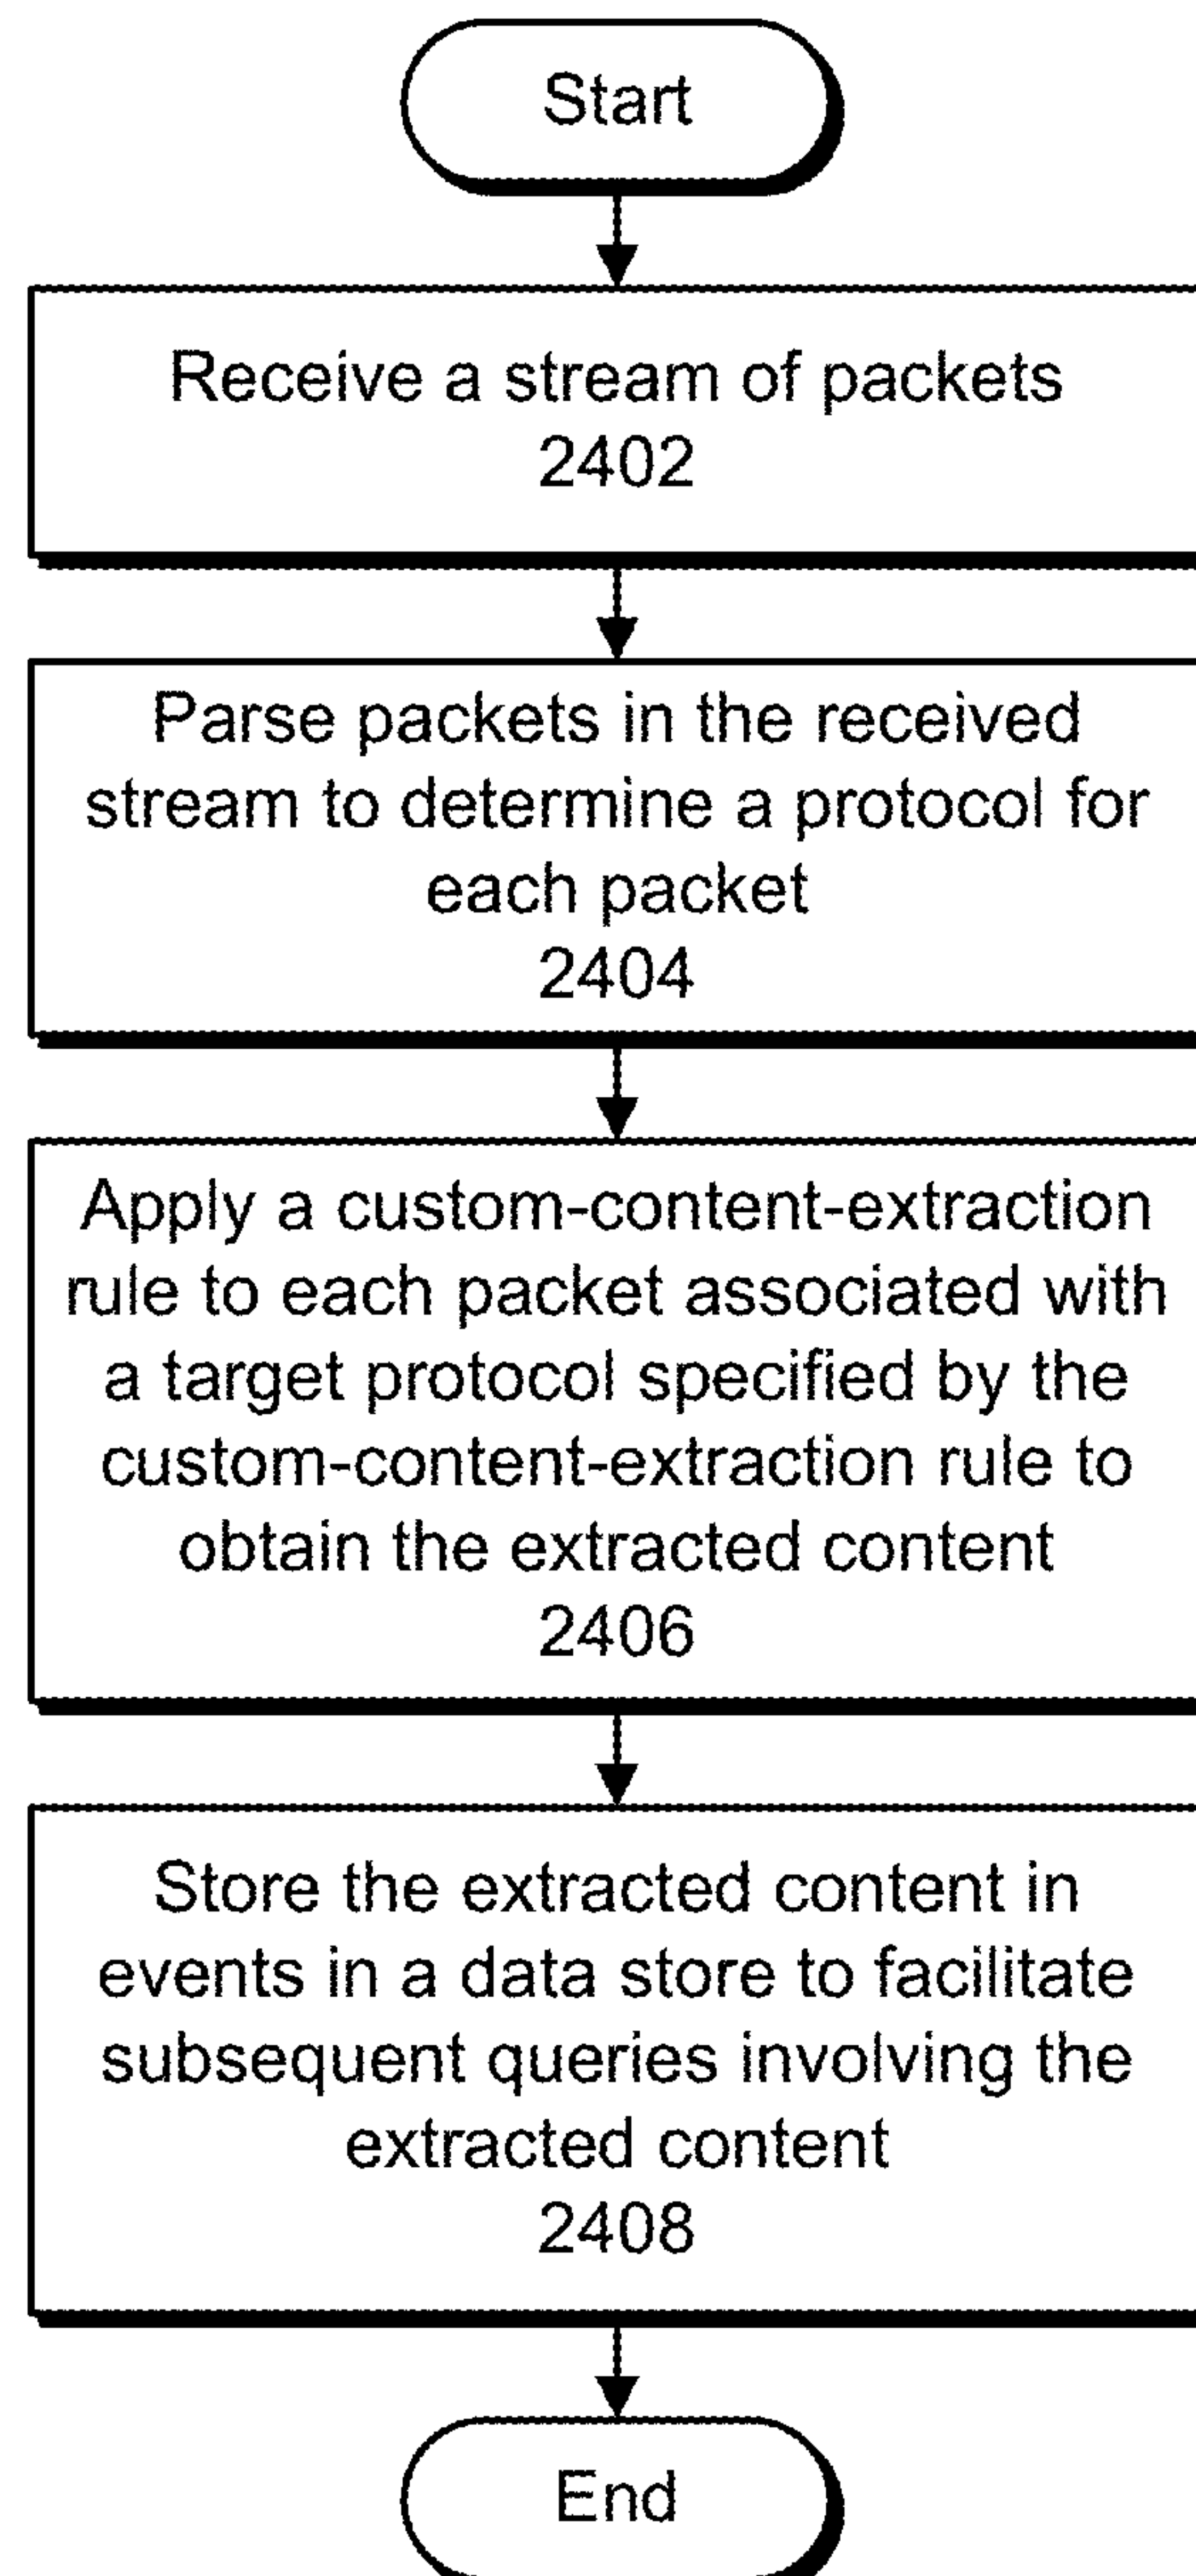 Start
Receive a stream of packets
2402
Parse packets in the received
stream to determine a protocol for
each packet
2404
Apply a custom-content-extraction
rule to each packet associated with
a target protocol specified by the
custom-content-extraction rule to
obtain the extracted content
2406
Store the extracted content in
events in a data store to facilitate
subsequent queries involving the
extracted content
2408
End